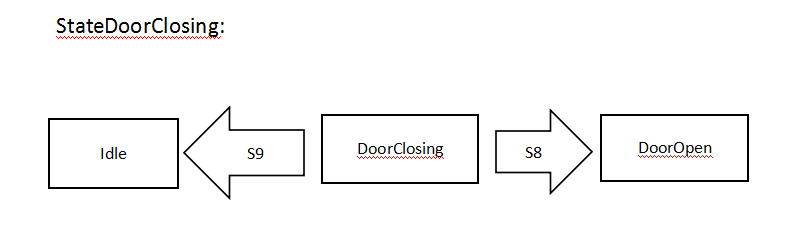 StateDoorClosing:
Idle
S9
DoorClosing
S8
DoorOpen